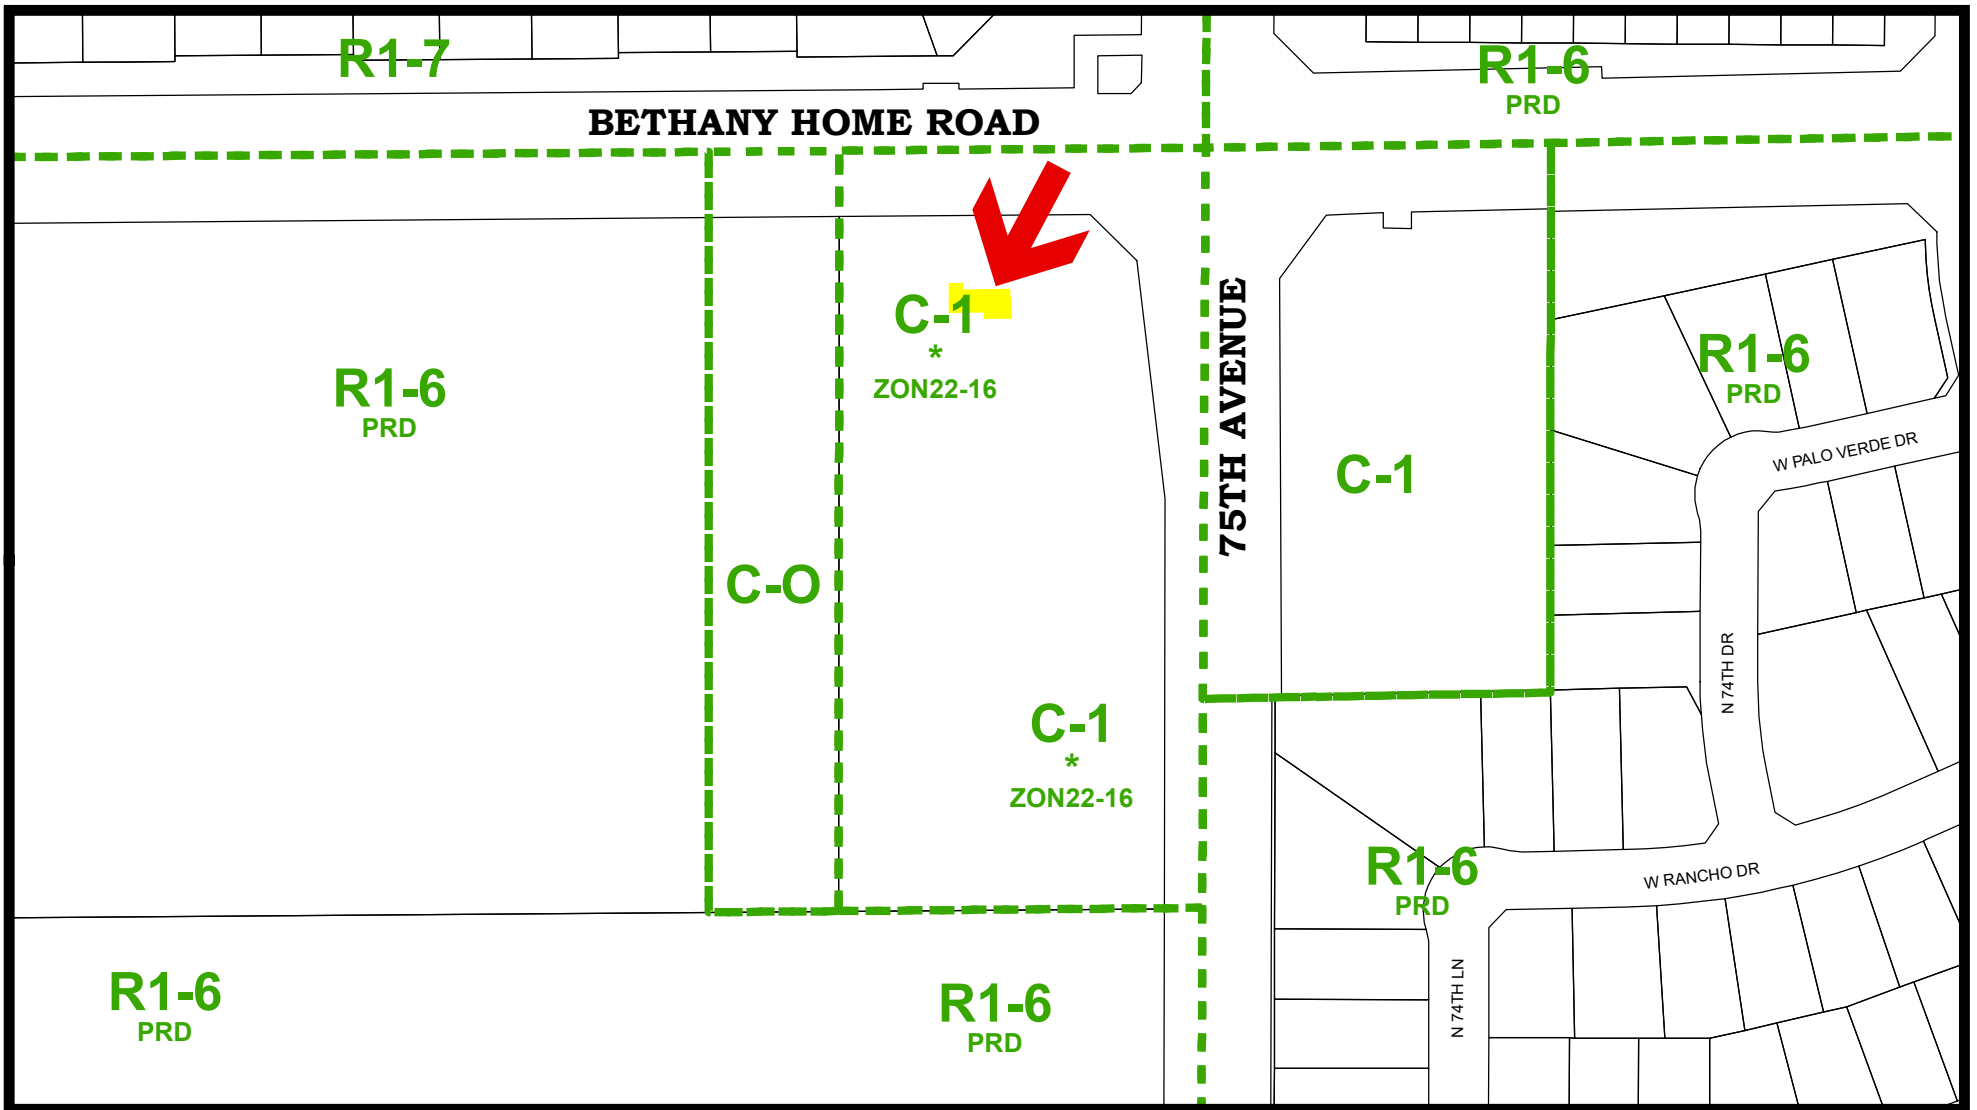 R1-7
R1-6
PRD
BETHANY HOME ROAD
C-1
*
ZON22-16
75TH AVENUE
R1-6
PRD
R1-6
PRD
W PALO VERDE DR
C-1
C-O
N 74TH DR
C-1
*
ZON22-16
R1-6
PRD
W RANCHO DR
R1-6
PRD
R1-6
PRD
N 74TH LN